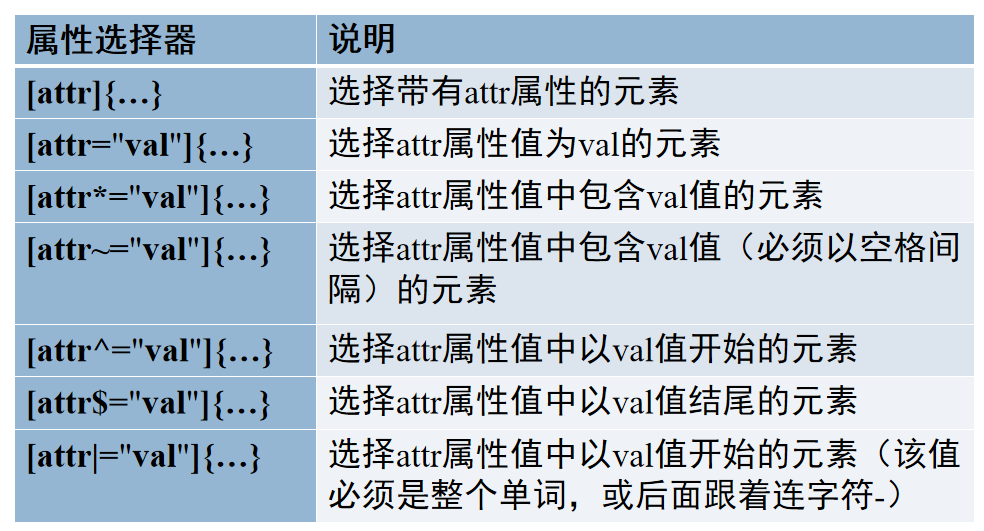 属性选择器 说明
[attr]{…} 选择带有attr属性的元素
[attr="val"]{…} 选择attr属性值为val的元素
[attr*="val"]{…} 选择attr属性值中包含val值的元素
[attr~="val"]{…} 选择attr属性值中包含val值（必须以空格间
隔）的元素
[attr^="val"]{…} 选择attr属性值中以val值开始的元素
[attr$="val"]{…} 选择attr属性值中以val值结尾的元素
[attr|="val"]{…} 选择attr属性值中以val值开始的元素（该值
必须是整个单词，或后面跟着连字符-）